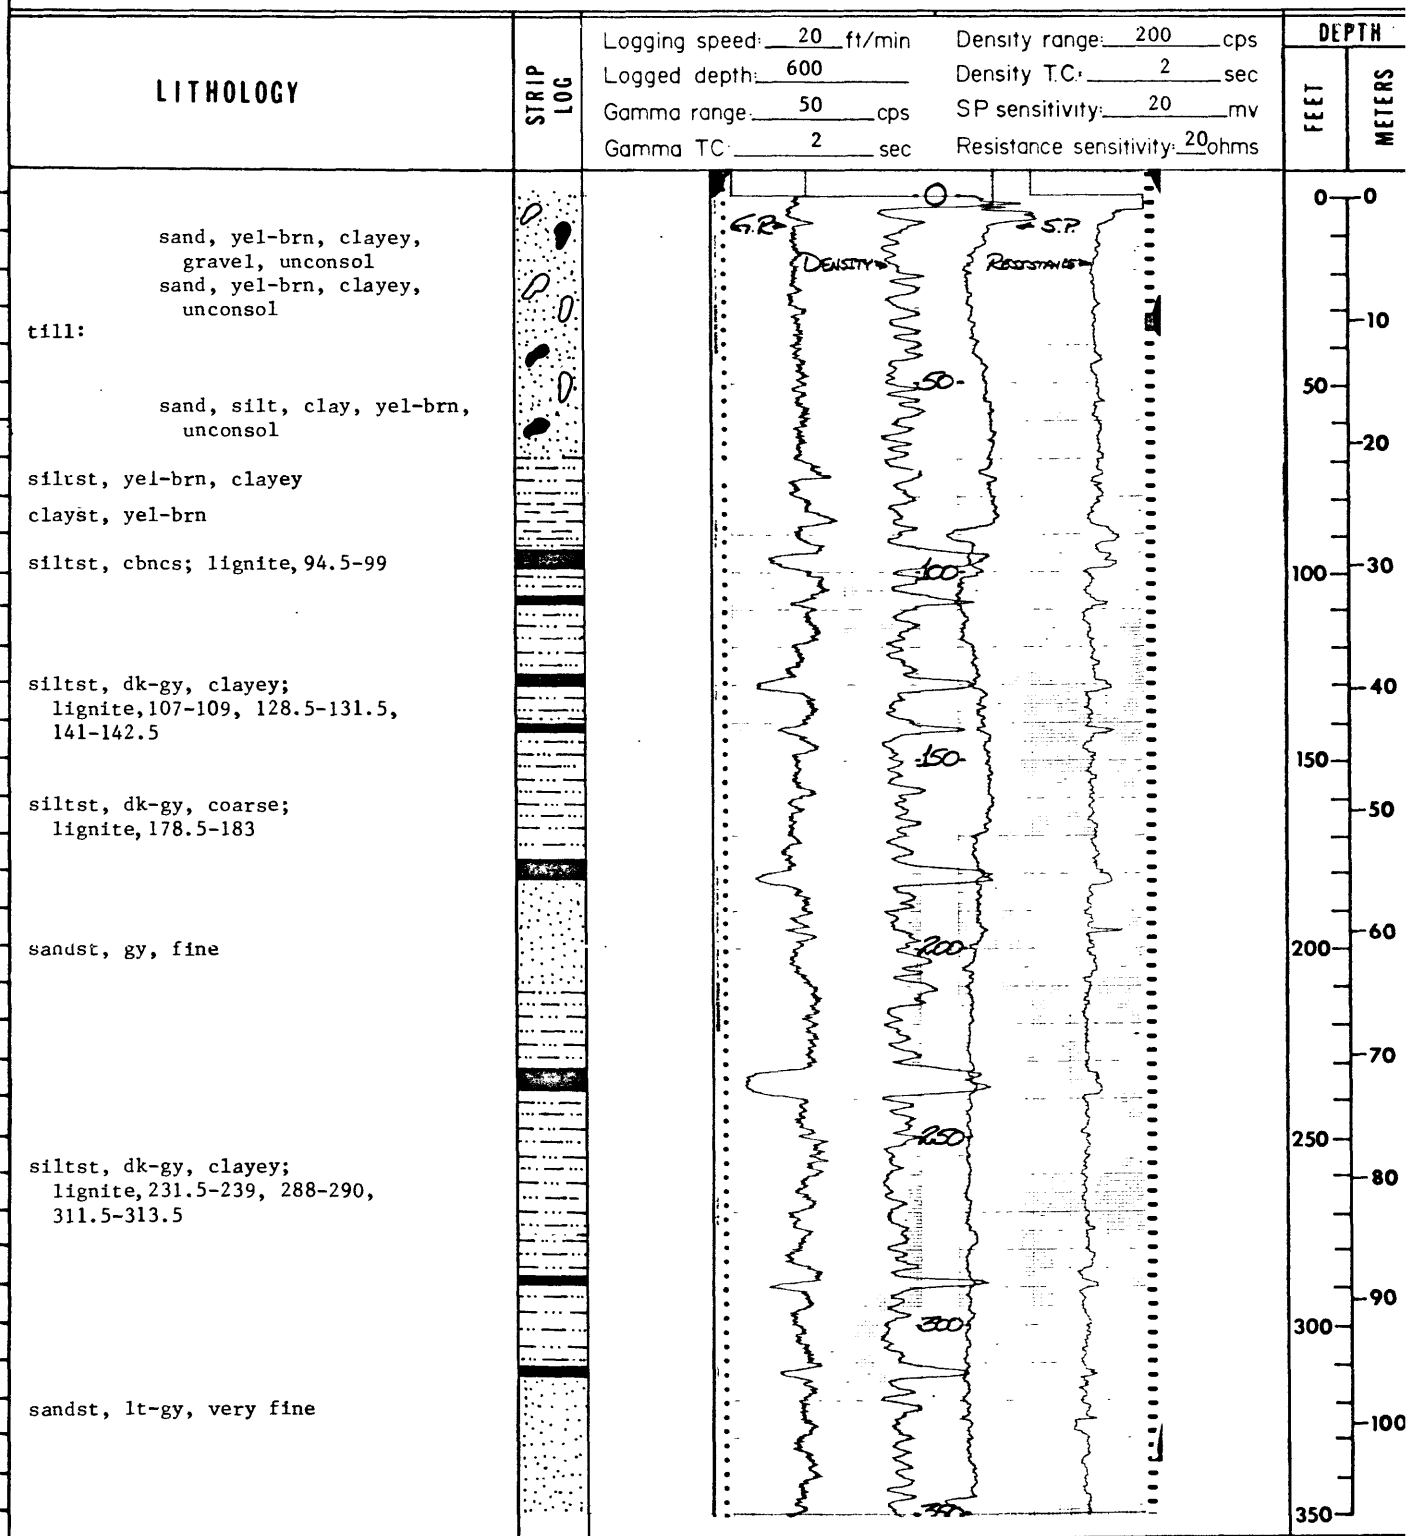 LITHOLOGY
STRIP LOG
Logging speed: 20 ft/min
Logged depth: 600
Gamma range: 50 cps
Gamma TC: 2 sec
Density range: 200 cps
Density T.C.: 2 sec
SP sensitivity: 20 mv
Resistance sensitivity: 20 ohms
DEPTH
FEET
METERS
sand, yel-brn, clayey,
gravel, unconsol
sand, yel-brn, clayey,
unconsol
till:
sand, silt, clay, yel-brn,
unconsol
siltst, yel-brn, clayey
clayst, yel-brn
siltst, cbncs; lignite, 94.5-99
siltst, dk-gy, clayey;
lignite, 107-109, 128.5-131.5,
141-142.5
siltst, dk-gy, coarse;
lignite, 178.5-183
sandst, gy, fine
siltst, dk-gy, clayey;
lignite, 231.5-239, 288-290,
311.5-313.5
sandst, lt-gy, very fine
0
G.R.
S.P.
DENSITY
RESISTANCE
50
100
150
200
250
300
350
0
50
100
150
200
250
300
350
0
10
20
30
40
50
60
70
80
90
100